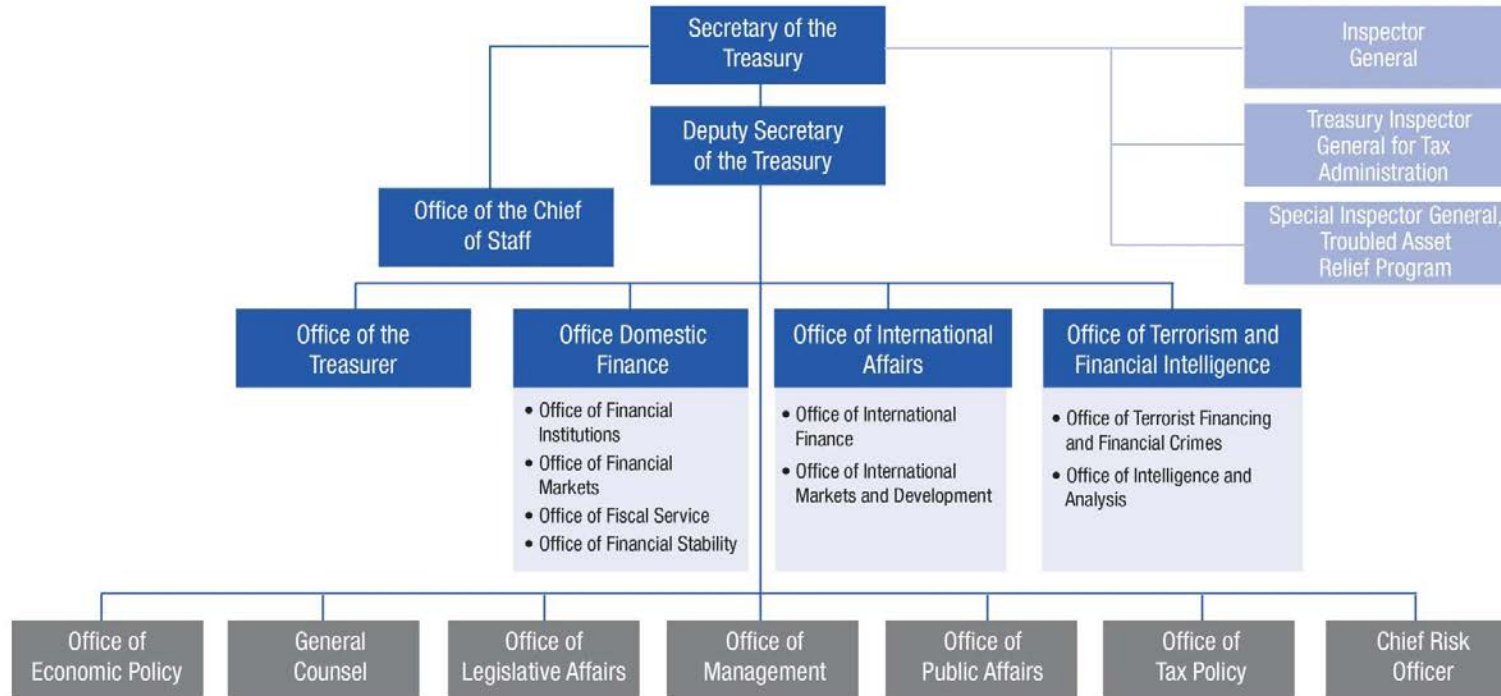 Secretary of the
Treasury
Inspector
General
Deputy Secretary
of the Treasury
Treasury Inspector
General for Tax
Administration
Office of the Chief
of Staff
Special Inspector General,
Troubled Asset
Relief Program
Office of the
Treasurer
Office Domestic
Finance
• Office of Financial
Institutions
• Office of Financial
Markets
• Office of Fiscal Service
• Office of Financial Stability
Office of International
Affairs
• Office of International
Finance
• Office of International
Markets and Development
Office of Terrorism and
Financial Intelligence
• Office of Terrorist Financing
and Financial Crimes
• Office of Intelligence and
Analysis
Office of
Economic Policy
General
Counsel
Office of
Legislative Affairs
Office of
Management
Office of
Public Affairs
Office of
Tax Policy
Chief Risk
Officer